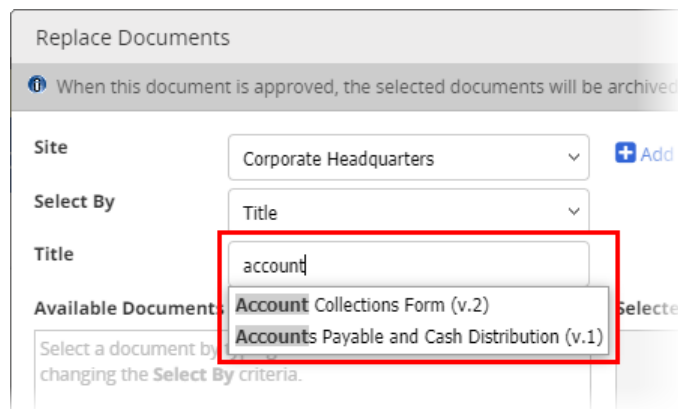 Replace Documents
When this document is approved, the selected documents will be archived
Site
Corporate Headquarters
Add
Select By
Title
Title
account
Available Documents
Account Collections Form (v.2)
Accounts Payable and Cash Distribution (v.1)
Select a document by
changing the Select By criteria.